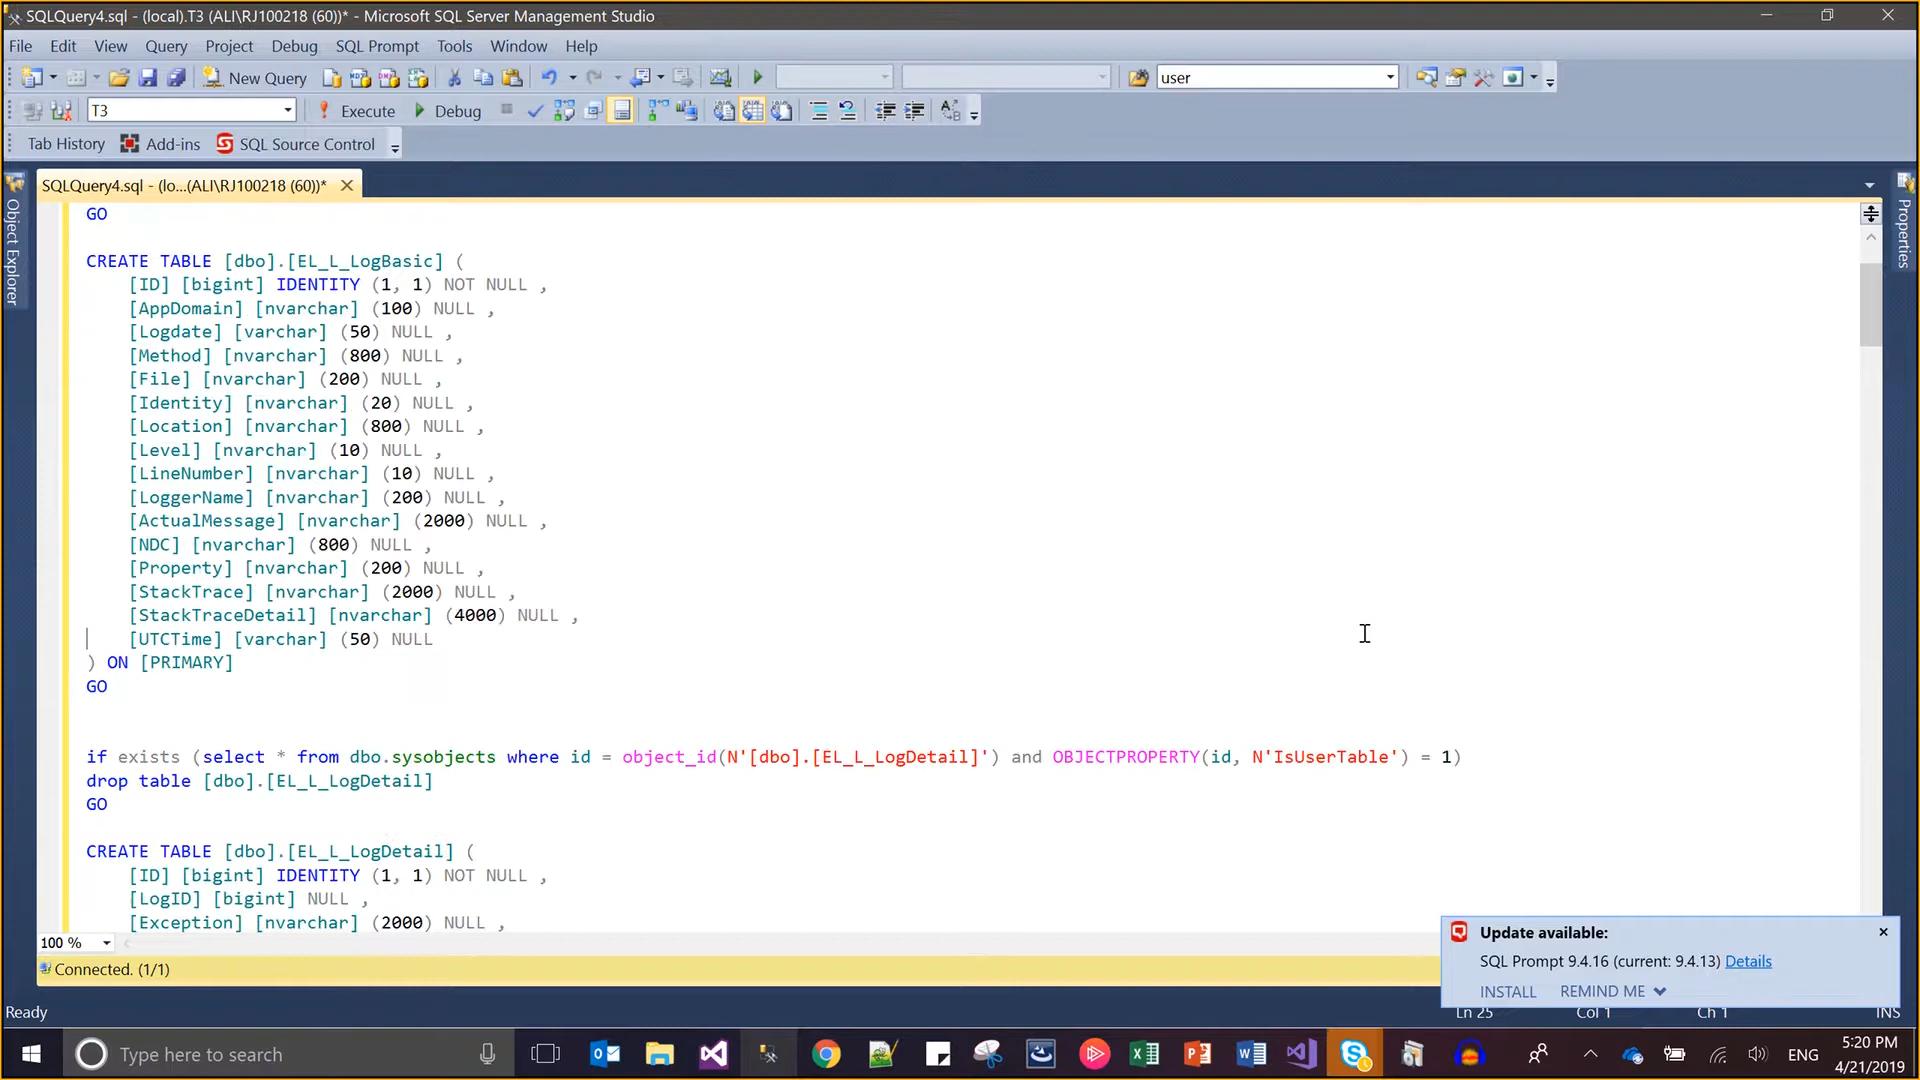 SQLQuery4.sql - (local).T3 (ALI\RJ100218 (60))* - Microsoft SQL Server Management Studio
File Edit View Query Project Debug SQL Prompt Tools Window Help
New Query user
T3 Execute Debug
Tab History Add-ins SQL Source Control
SQLQuery4.sql - (lo...(ALI\RJ100218 (60))*
Object Explorer
Properties
GO
CREATE TABLE [dbo].[EL_L_LogBasic] (
[ID] [bigint] IDENTITY (1, 1) NOT NULL ,
[AppDomain] [nvarchar] (100) NULL ,
[Logdate] [varchar] (50) NULL ,
[Method] [nvarchar] (800) NULL ,
[File] [nvarchar] (200) NULL ,
[Identity] [nvarchar] (20) NULL ,
[Location] [nvarchar] (800) NULL ,
[Level] [nvarchar] (10) NULL ,
[LineNumber] [nvarchar] (10) NULL ,
[LoggerName] [nvarchar] (200) NULL ,
[ActualMessage] [nvarchar] (2000) NULL ,
[NDC] [nvarchar] (800) NULL ,
[Property] [nvarchar] (200) NULL ,
[StackTrace] [nvarchar] (2000) NULL ,
[StackTraceDetail] [nvarchar] (4000) NULL ,
[UTCTime] [varchar] (50) NULL
) ON [PRIMARY]
GO
if exists (select * from dbo.sysobjects where id = object_id(N'[dbo].[EL_L_LogDetail]') and OBJECTPROPERTY(id, N'IsUserTable') = 1)
drop table [dbo].[EL_L_LogDetail]
GO
CREATE TABLE [dbo].[EL_L_LogDetail] (
[ID] [bigint] IDENTITY (1, 1) NOT NULL ,
[LogID] [bigint] NULL ,
[Exception] [nvarchar] (2000) NULL ,
100 %
Connected. (1/1)
Update available:
SQL Prompt 9.4.16 (current: 9.4.13) Details
INSTALL REMIND ME
Ready Ln 25 Col 1 Ch 1 INS
Type here to search
ENG
5:20 PM
4/21/2019